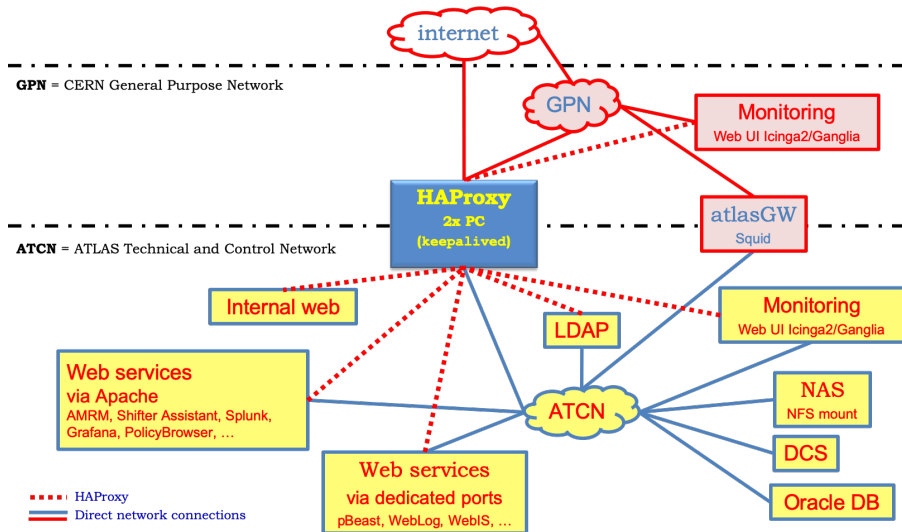 internet
GPN = CERN General Purpose Network
GPN
Monitoring
Web UI Icinga2/Ganglia
HAProxy
2x PC
(keepalived)
atlasGW
Squid
ATCN = ATLAS Technical and Control Network
Internal web
LDAP
Monitoring
Web UI Icinga2/Ganglia
Web services
via Apache
AMRM, Shifter Assistant, Splunk,
Grafana, PolicyBrowser, ...
ATCN
NAS
NFS mount
DCS
Web services
via dedicated ports
pBeast, WebLog, WebIS, ...
Oracle DB
HAProxy
Direct network connections